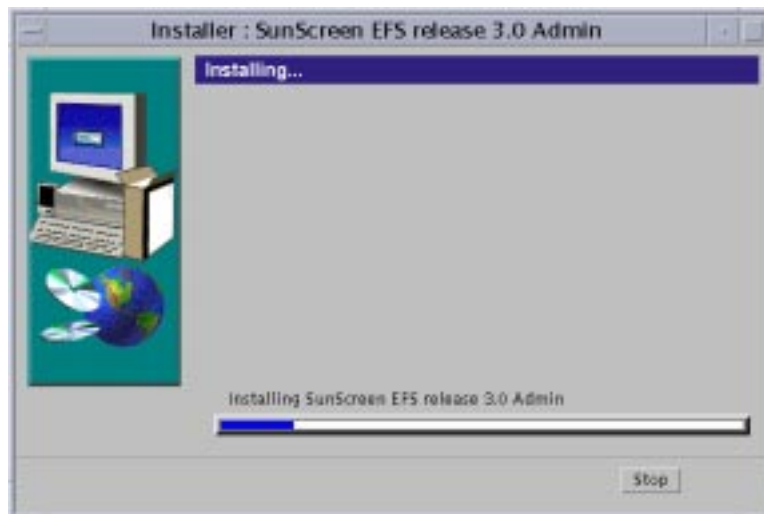 Installer : SunScreen EFS release 3.0 Admin
Installing...
Installing SunScreen EFS release 3.0 Admin
Stop